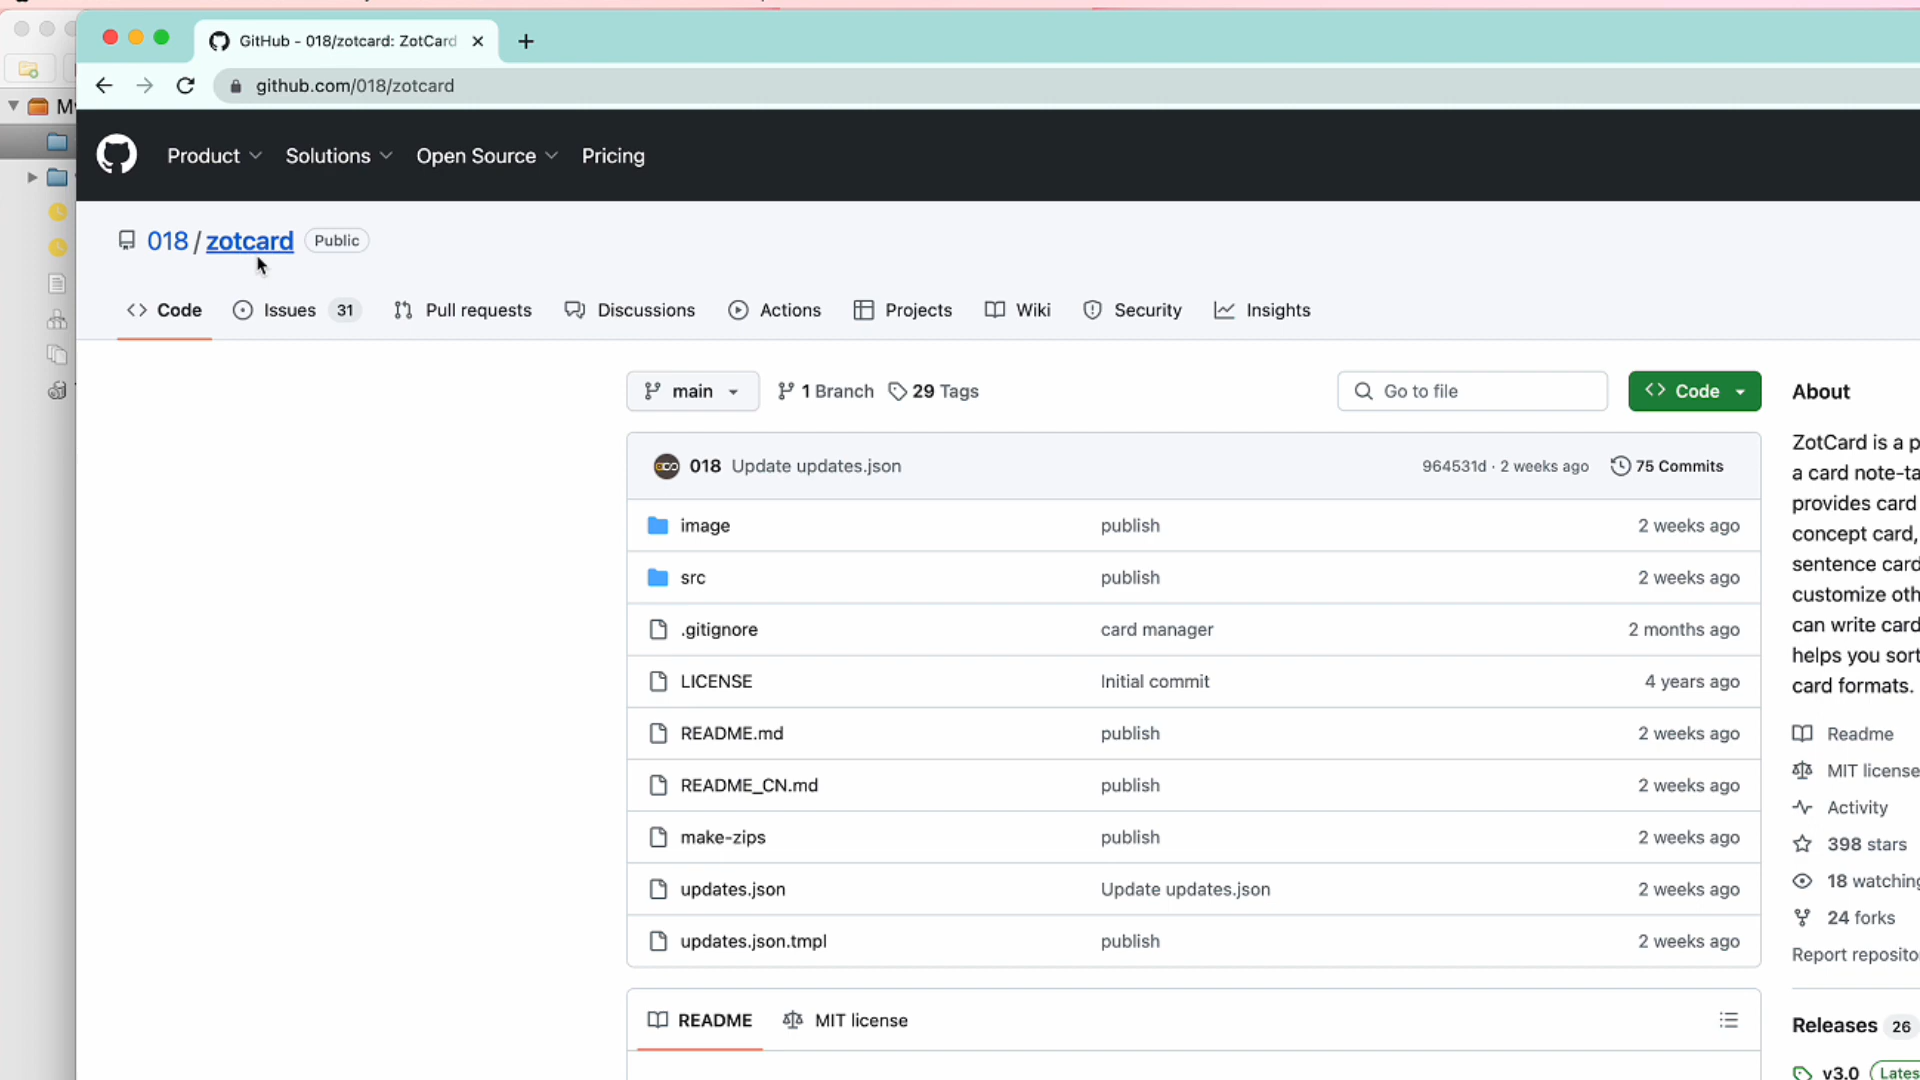 GitHub - 018/zotcard: ZotCard
github.com/018/zotcard
My
Product
Solutions
Open Source
Pricing
018 / zotcard
Public
Code
Issues 31
Pull requests
Discussions
Actions
Projects
Wiki
Security
Insights
main
1 Branch
29 Tags
Go to file
Code
018 Update updates.json 964531d · 2 weeks ago 75 Commits
image publish 2 weeks ago
src publish 2 weeks ago
.gitignore card manager 2 months ago
LICENSE Initial commit 4 years ago
README.md publish 2 weeks ago
README_CN.md publish 2 weeks ago
make-zips publish 2 weeks ago
updates.json Update updates.json 2 weeks ago
updates.json.tmpl publish 2 weeks ago
README
MIT license
About
ZotCard is a p
a card note-ta
provides card
concept card,
sentence card
customize oth
can write card
helps you sort
card formats.
Readme
MIT license
Activity
398 stars
18 watching
24 forks
Report reposito
Releases 26
v3.0 Lates